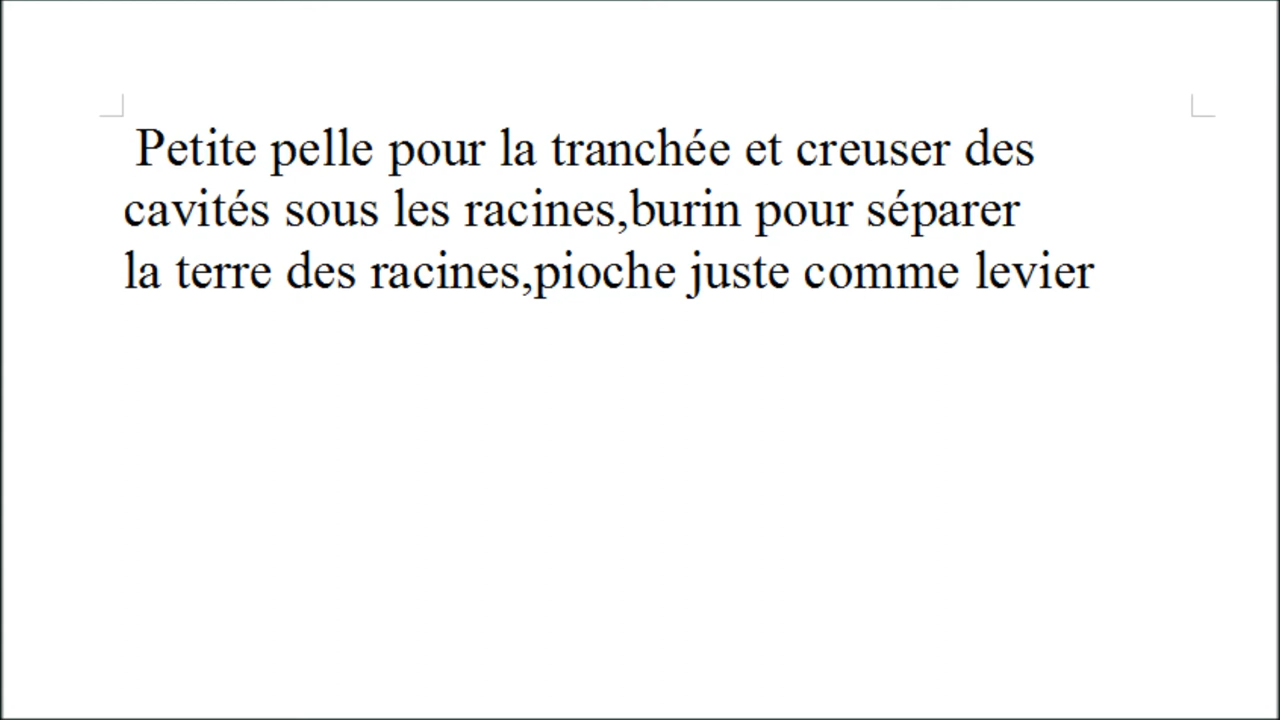 Petite pelle pour la tranchée et creuser des
cavités sous les racines,burin pour séparer
la terre des racines,pioche juste comme levier